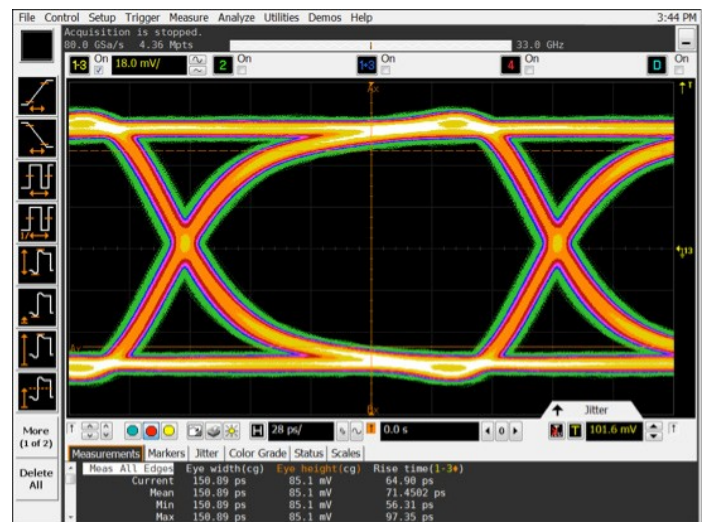 File Control Setup Trigger Measure Analyze Utilities Demos Help 3:44 PM
Acquisition is stopped.
80.0 GSa/s 4.36 Mpts 33.0 GHz
1-3 On 18.0 mV/ 2 On 1-3 On 4 On D On
Ax
T
13
Aᴛ
More
(1 of 2)
Delete
All
Jitter
H 28 ps/ 0.0 s 0 T 101.6 mV
Measurements Markers Jitter Color Grade Status Scales
Meas All Edges Eye width(cg) Eye height(cg) Rise time(1-3♦)
Current 150.89 ps 85.1 mV 64.90 ps
Mean 150.89 ps 85.1 mV 71.4502 ps
Min 150.89 ps 85.1 mV 56.31 ps
Max 150.89 ps 85.1 mV 97.35 ps